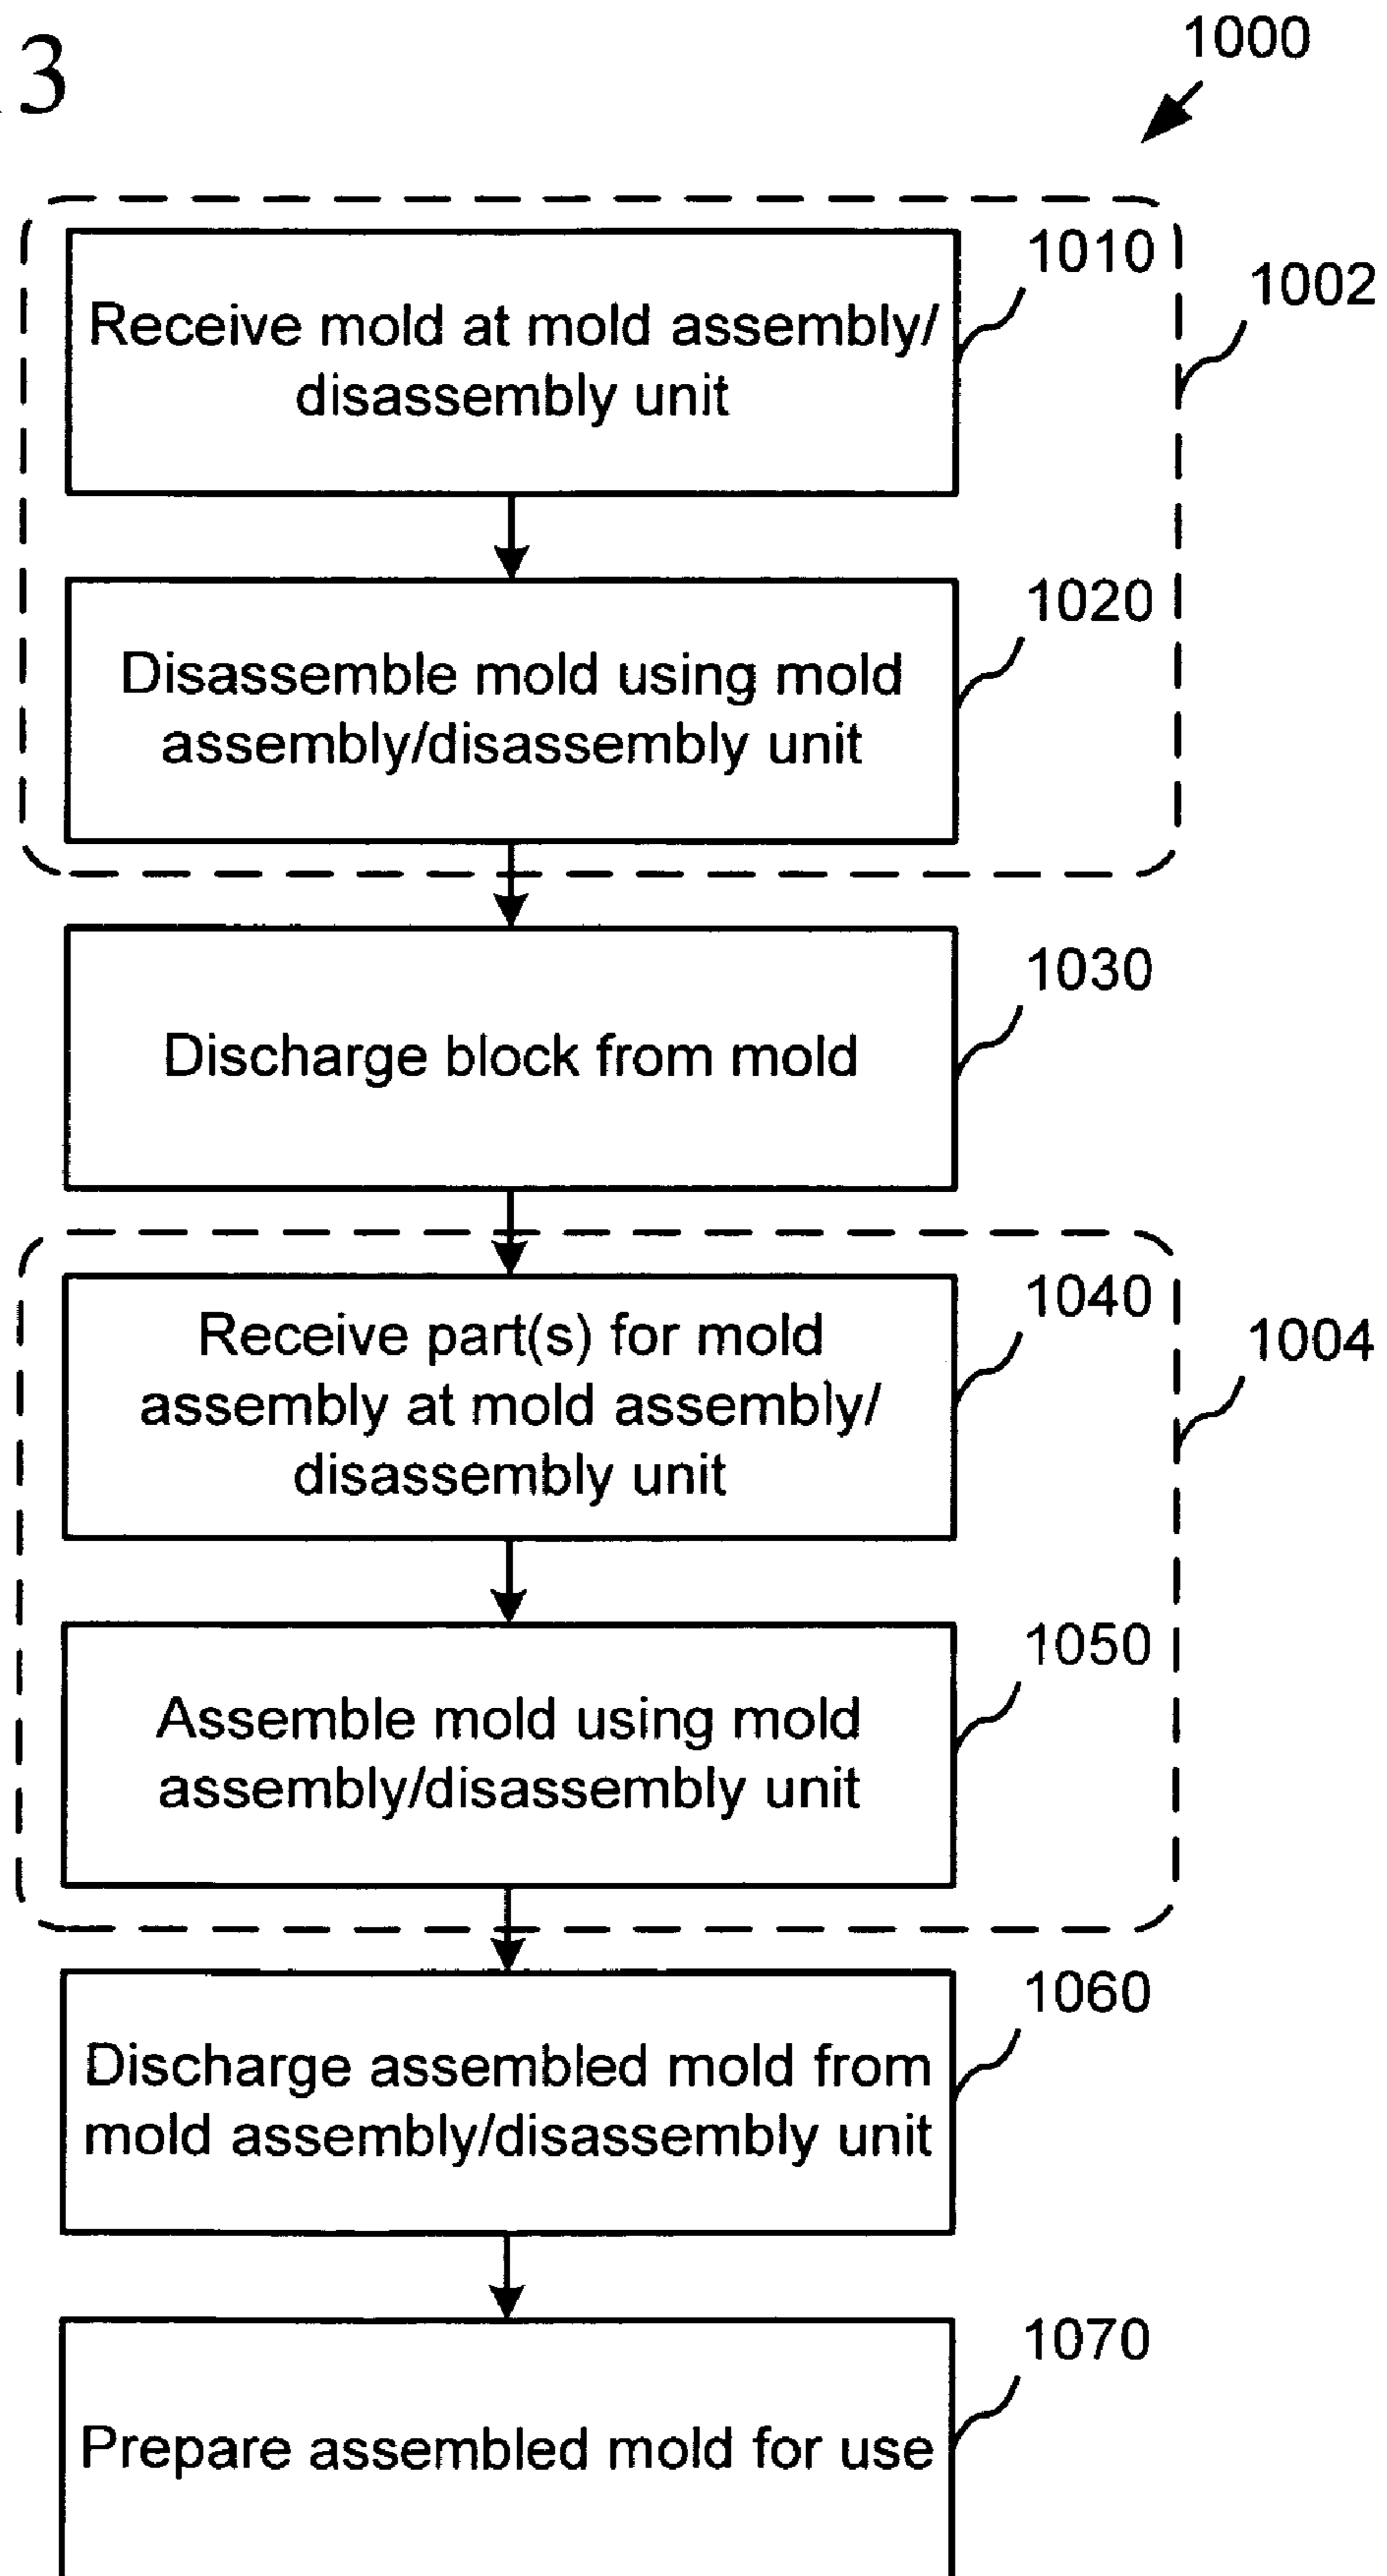 3
1000
1010
1002
Receive mold at mold assembly/
disassembly unit
1020
Disassemble mold using mold
assembly/disassembly unit
1030
Discharge block from mold
1040
1004
Receive part(s) for mold
assembly at mold assembly/
disassembly unit
1050
Assemble mold using mold
assembly/disassembly unit
1060
Discharge assembled mold from
mold assembly/disassembly unit
1070
Prepare assembled mold for use